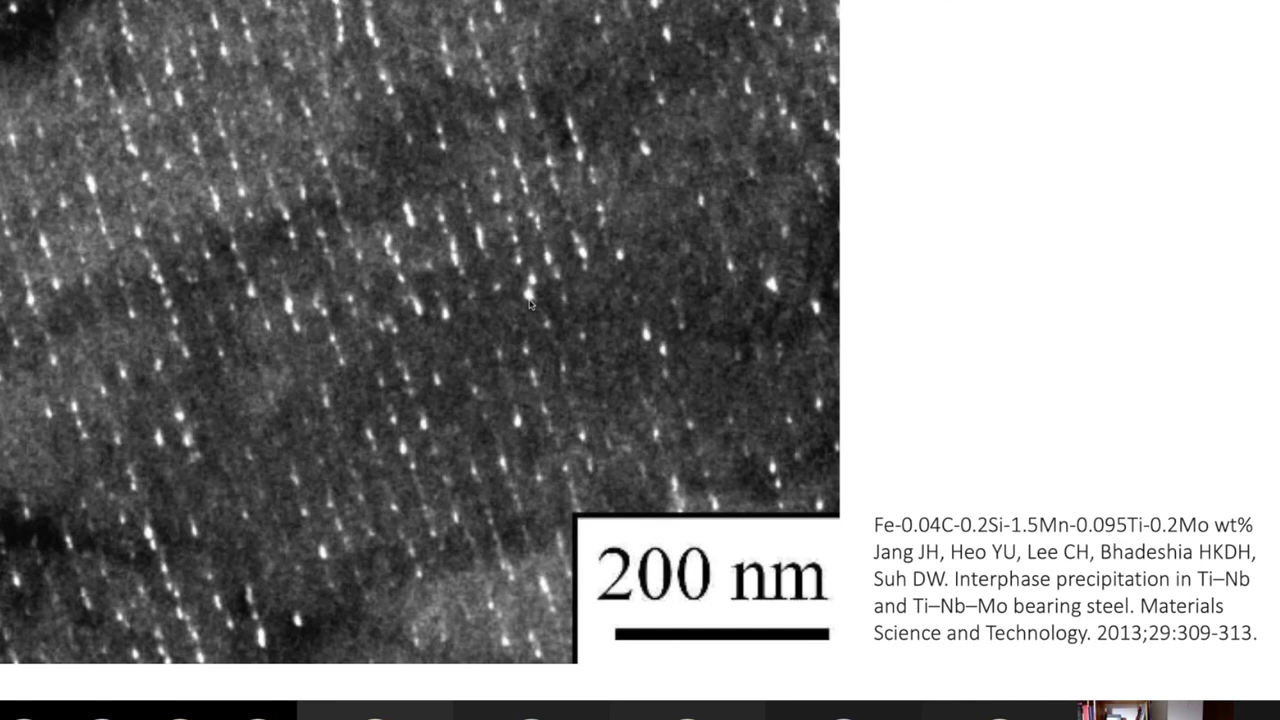 200 nm
Fe-0.04C-0.2Si-1.5Mn-0.095Ti-0.2Mo wt%
Jang JH, Heo YU, Lee CH, Bhadeshia HKDH,
Suh DW. Interphase precipitation in Ti–Nb
and Ti–Nb–Mo bearing steel. Materials
Science and Technology. 2013;29:309-313.